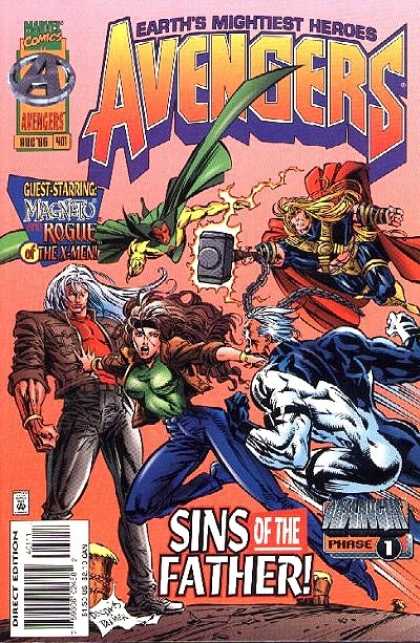 MARVEL COMICS
EARTH'S MIGHTIEST HEROES
AVENGERS
A
AVENGERS
AUG '96
401
GUEST-STARRING:
MAGNETO
AND ROGUE
of THE X-MEN!
SINS OF THE
FATHER!
ONSLAUGHT
PHASE 1
DIRECT EDITION